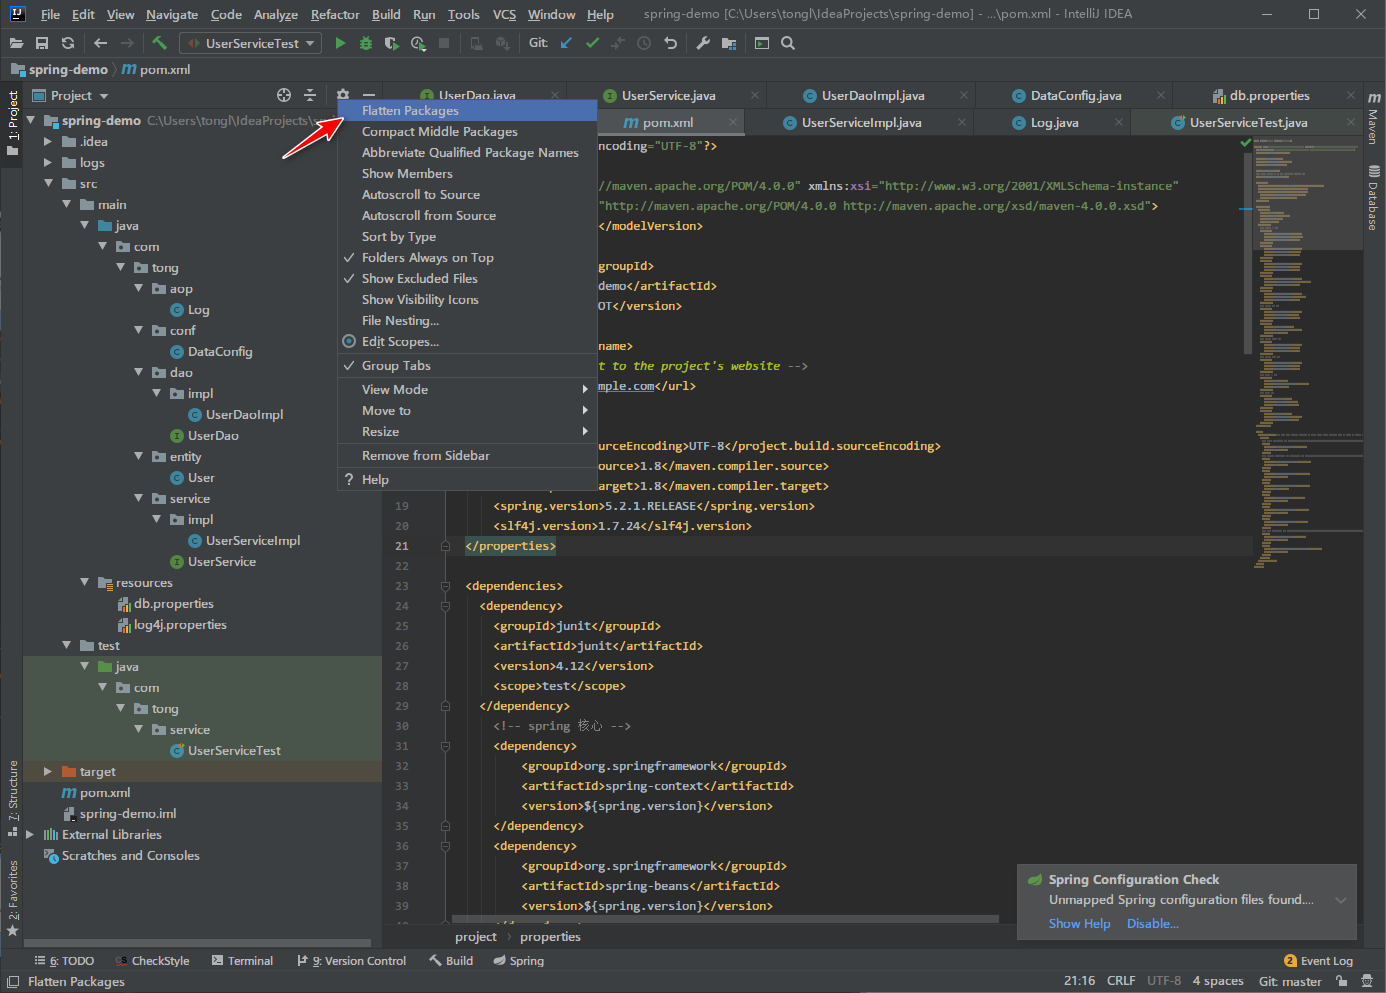 File Edit View Navigate Code Analyze Refactor Build Run Tools VCS Window Help spring-demo [C:\Users\tongl\IdeaProjects\spring-demo] - ...\pom.xml - IntelliJ IDEA
UserServiceTest Git:
spring-demo pom.xml
1: Project
Project
UserDao.java UserService.java UserDaoImpl.java DataConfig.java db.properties
pom.xml UserServiceImpl.java Log.java UserServiceTest.java
Maven
Database
spring-demo C:\Users\tongl\IdeaProjects\
.idea
logs
src
main
java
com
tong
aop
Log
conf
DataConfig
dao
impl
UserDaoImpl
UserDao
entity
User
service
impl
UserServiceImpl
UserService
resources
db.properties
log4j.properties
test
java
com
tong
service
UserServiceTest
target
pom.xml
spring-demo.iml
External Libraries
Scratches and Consoles
Flatten Packages
Compact Middle Packages
Abbreviate Qualified Package Names
Show Members
Autoscroll to Source
Autoscroll from Source
Sort by Type
Folders Always on Top
Show Excluded Files
Show Visibility Icons
File Nesting...
Edit Scopes...
Group Tabs
View Mode
Move to
Resize
Remove from Sidebar
? Help
ncoding="UTF-8"?>
//maven.apache.org/POM/4.0.0" xmlns:xsi="http://www.w3.org/2001/XMLSchema-instance"
"http://maven.apache.org/POM/4.0.0 http://maven.apache.org/xsd/maven-4.0.0.xsd">
</modelVersion>
groupId>
demo</artifactId>
OT</version>
name>
t to the project's website -->
mple.com</url>
urceEncoding>UTF-8</project.build.sourceEncoding>
ource>1.8</maven.compiler.source>
arget>1.8</maven.compiler.target>
19 <spring.version>5.2.1.RELEASE</spring.version>
20 <slf4j.version>1.7.24</slf4j.version>
21 </properties>
22
23 <dependencies>
24 <dependency>
25 <groupId>junit</groupId>
26 <artifactId>junit</artifactId>
27 <version>4.12</version>
28 <scope>test</scope>
29 </dependency>
30 <!-- spring 核心 -->
31 <dependency>
32 <groupId>org.springframework</groupId>
33 <artifactId>spring-context</artifactId>
34 <version>${spring.version}</version>
35 </dependency>
36 <dependency>
37 <groupId>org.springframework</groupId>
38 <artifactId>spring-beans</artifactId>
39 <version>${spring.version}</version>
project properties
Spring Configuration Check
Unmapped Spring configuration files found....
Show Help Disable...
7: Structure
2: Favorites
6: TODO CheckStyle Terminal 9: Version Control Build Spring 2 Event Log
Flatten Packages 21:16 CRLF UTF-8 4 spaces Git: master